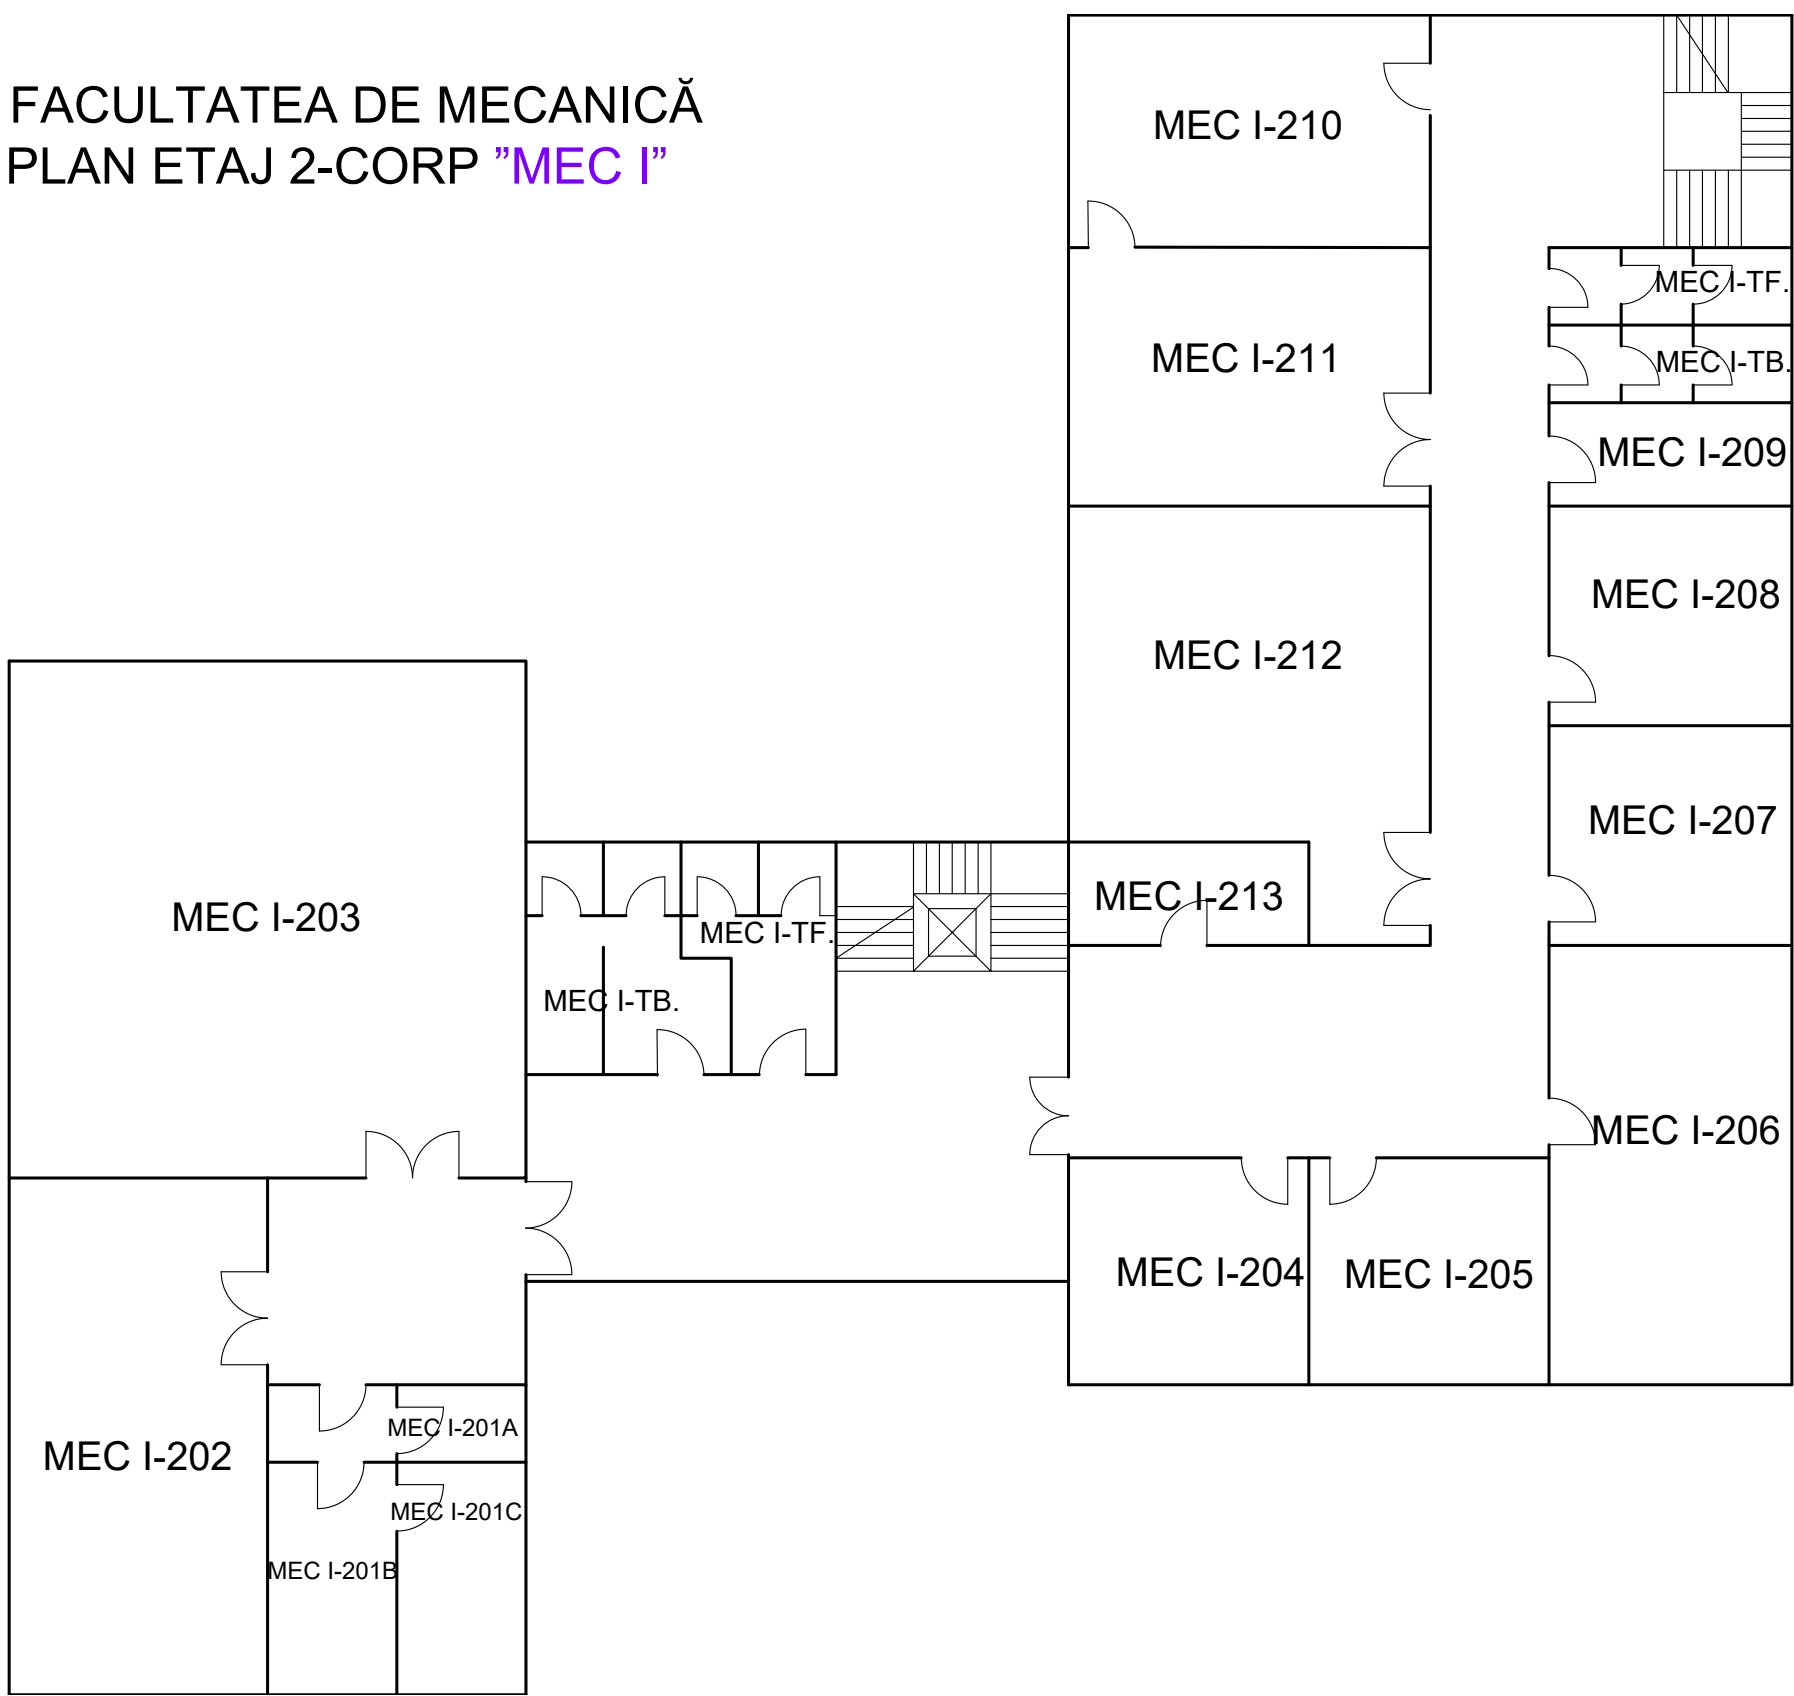 FACULTATEA DE MECANICĂ
PLAN ETAJ 2-CORP ”MEC I”
MEC I-210
MEC I-TF.
MEC I-211
MEC I-TB.
MEC I-209
MEC I-208
MEC I-212
MEC I-207
MEC I-213
MEC I-203
MEC I-TF.
MEC I-TB.
MEC I-206
MEC I-204
MEC I-205
MEC I-201A
MEC I-202
MEC I-201C
MEC I-201B